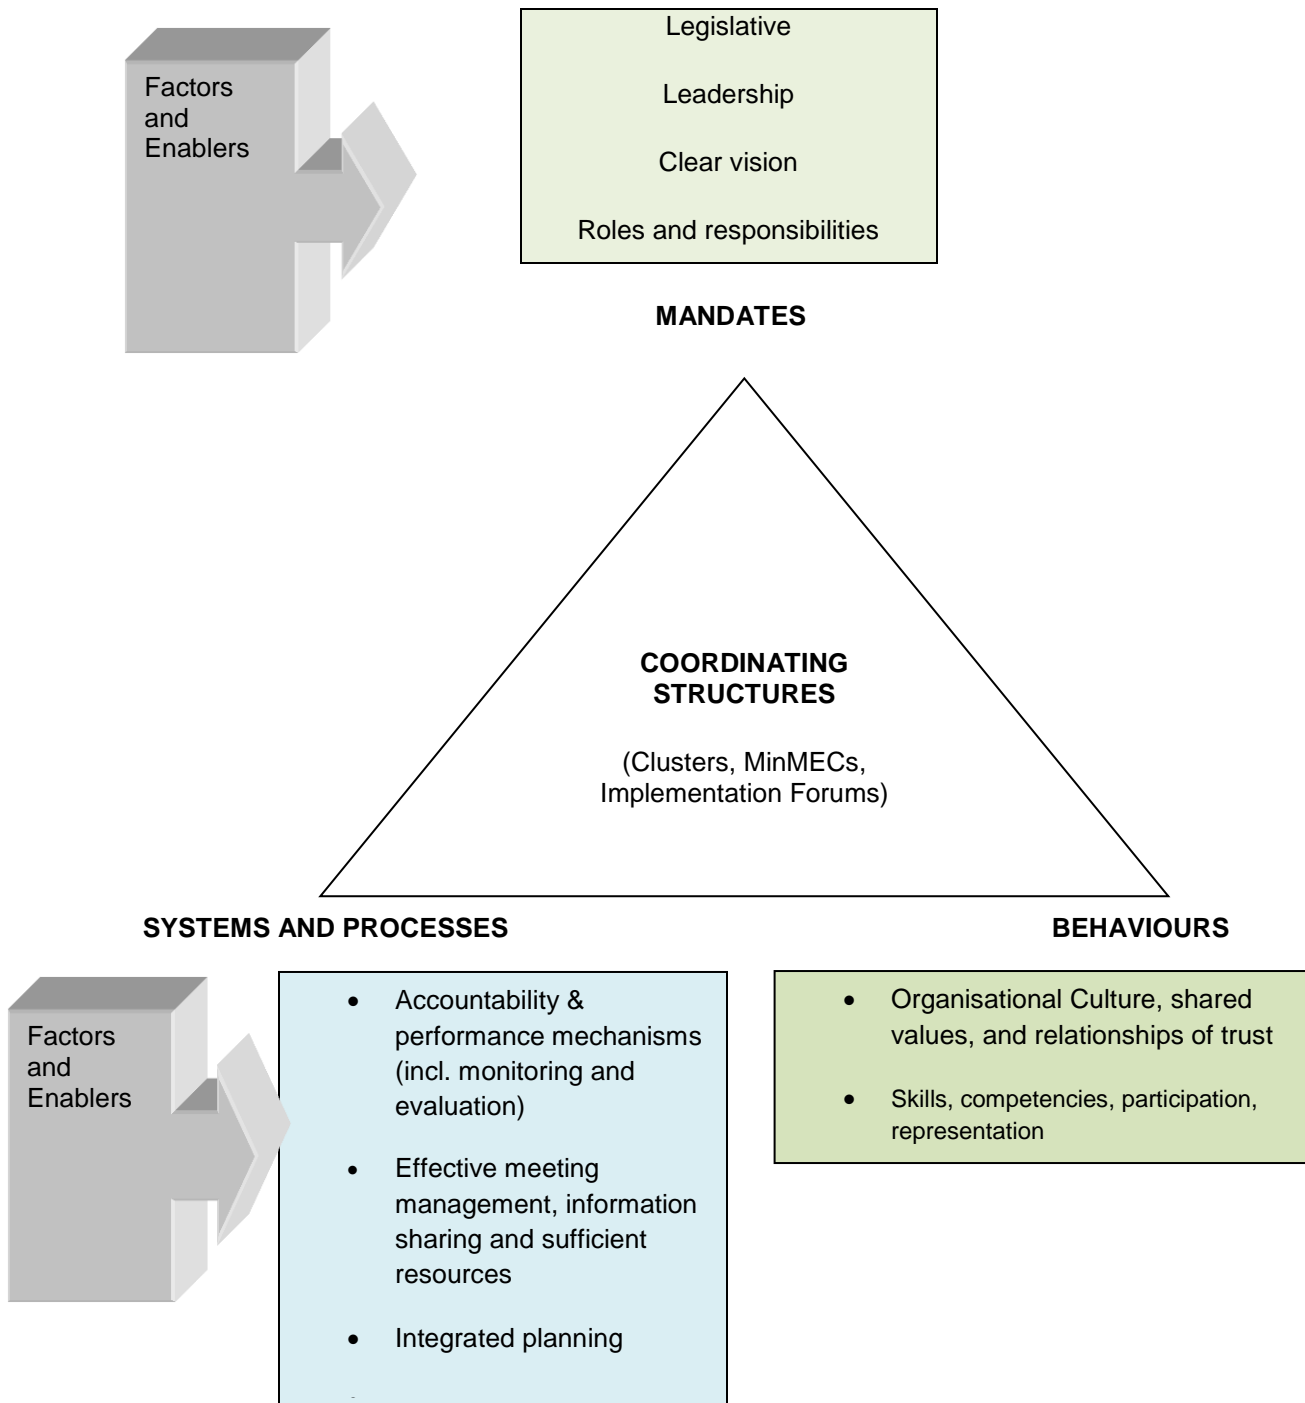 Factors
and
Enablers
Legislative
Leadership
Clear vision
Roles and responsibilities
MANDATES
COORDINATING
STRUCTURES
(Clusters, MinMECs,
Implementation Forums)
SYSTEMS AND PROCESSES
BEHAVIOURS
Factors
and
Enablers
• Accountability &
performance mechanisms
(incl. monitoring and
evaluation)
• Effective meeting
management, information
sharing and sufficient
resources
• Integrated planning
• Organisational Culture, shared
values, and relationships of trust
• Skills, competencies, participation,
representation